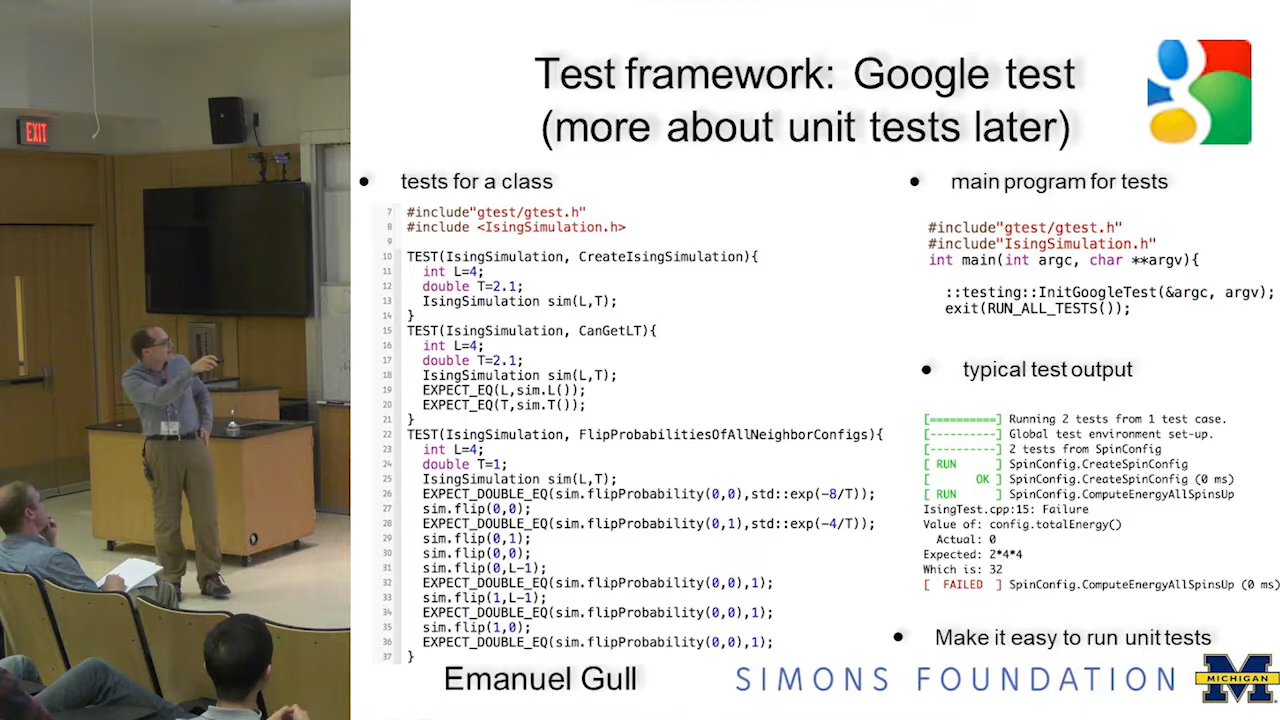 EXIT
Test framework: Google test
(more about unit tests later)
g
• tests for a class
7 #include"gtest/gtest.h"
8 #include <IsingSimulation.h>
9
10 TEST(IsingSimulation, CreateIsingSimulation){
11 int L=4;
12 double T=2.1;
13 IsingSimulation sim(L,T);
14 }
15 TEST(IsingSimulation, CanGetLT){
16 int L=4;
17 double T=2.1;
18 IsingSimulation sim(L,T);
19 EXPECT_EQ(L,sim.L());
20 EXPECT_EQ(T,sim.T());
21 }
22 TEST(IsingSimulation, FlipProbabilitiesOfAllNeighborConfigs){
23 int L=4;
24 double T=1;
25 IsingSimulation sim(L,T);
26 EXPECT_DOUBLE_EQ(sim.flipProbability(0,0),std::exp(-8/T));
27 sim.flip(0,0);
28 EXPECT_DOUBLE_EQ(sim.flipProbability(0,1),std::exp(-4/T));
29 sim.flip(0,1);
30 sim.flip(0,0);
31 sim.flip(0,L-1);
32 EXPECT_DOUBLE_EQ(sim.flipProbability(0,0),1);
33 sim.flip(1,L-1);
34 EXPECT_DOUBLE_EQ(sim.flipProbability(0,0),1);
35 sim.flip(1,0);
36 EXPECT_DOUBLE_EQ(sim.flipProbability(0,0),1);
37 }
• main program for tests
#include"gtest/gtest.h"
#include"IsingSimulation.h"
int main(int argc, char **argv){
::testing::InitGoogleTest(&argc, argv);
exit(RUN_ALL_TESTS());
• typical test output
[==========] Running 2 tests from 1 test case.
[----------] Global test environment set-up.
[----------] 2 tests from SpinConfig
[ RUN      ] SpinConfig.CreateSpinConfig
[       OK ] SpinConfig.CreateSpinConfig (0 ms)
[ RUN      ] SpinConfig.ComputeEnergyAllSpinsUp
IsingTest.cpp:15: Failure
Value of: config.totalEnergy()
Actual: 0
Expected: 2*4*4
Which is: 32
[  FAILED  ] SpinConfig.ComputeEnergyAllSpinsUp (0 ms)
• Make it easy to run unit tests
Emanuel Gull
SIMONS FOUNDATION
MICHIGAN